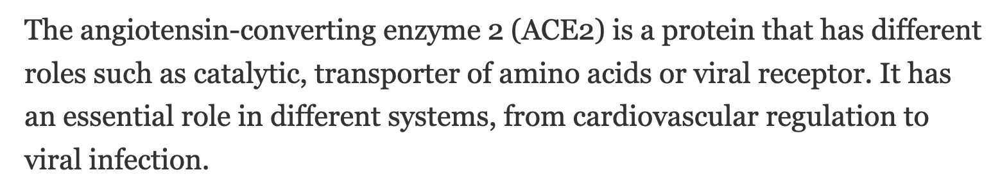 The angiotensin-converting enzyme 2 (ACE2) is a protein that has different
roles such as catalytic, transporter of amino acids or viral receptor. It has
an essential role in different systems, from cardiovascular regulation to
viral infection.